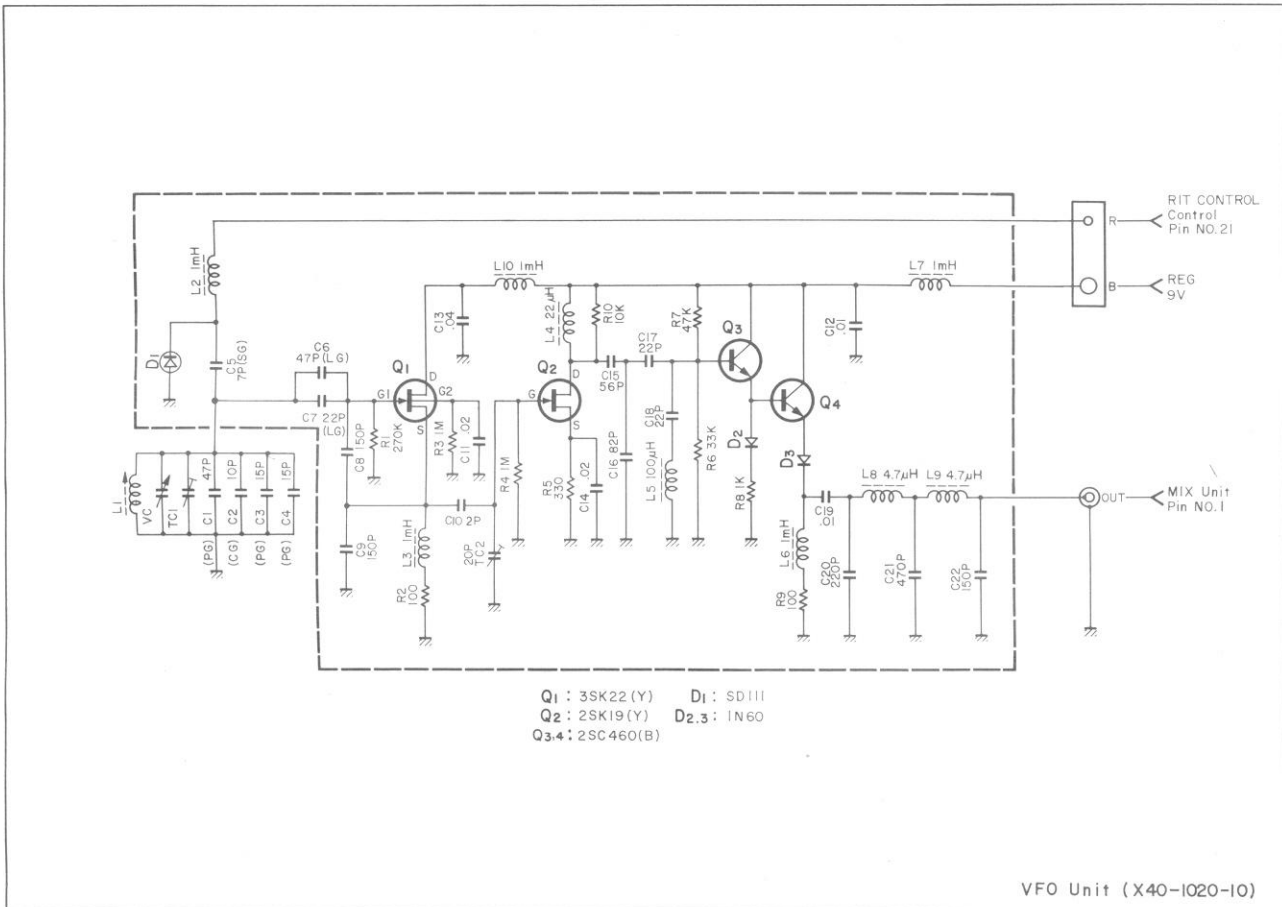 RIT CONTROL
Control
Pin NO.21
R
REG
9V
B
L2 1mH
L10 1mH
L7 1mH
C13
.04
L4 22μH
R10
10K
R7
47K
C12
.01
D1
C5
7P(SG)
C6
47P(LG)
C7 22P
(LG)
Q1
D
G1
G2
S
Q2
D
G
S
C15
56P
C17
22P
Q3
Q4
D2
D3
C8 150P
R1
270K
R3 1M
C11 .02
R4 1M
R5
330
C14 .02
C16 82P
C18
22P
L5 100μH
R6 33K
R8 1K
L1
VC
TC1
C1
47P
C2
10P
C3
15P
C4
15P
(PG)
(CG)
(PG)
(PG)
C9
150P
C10 2P
L3 1mH
R2
100
20P
TC2
C19
.01
L6 1mH
R9
100
L8 4.7μH
L9 4.7μH
C20
220P
C21
470P
C22
150P
OUT
MIX Unit
Pin NO.1
Q1 : 3SK22(Y) D1 : SD111
Q2 : 2SK19(Y) D2.3 : IN60
Q3.4 : 2SC460(B)
VFO Unit (X40-1020-10)